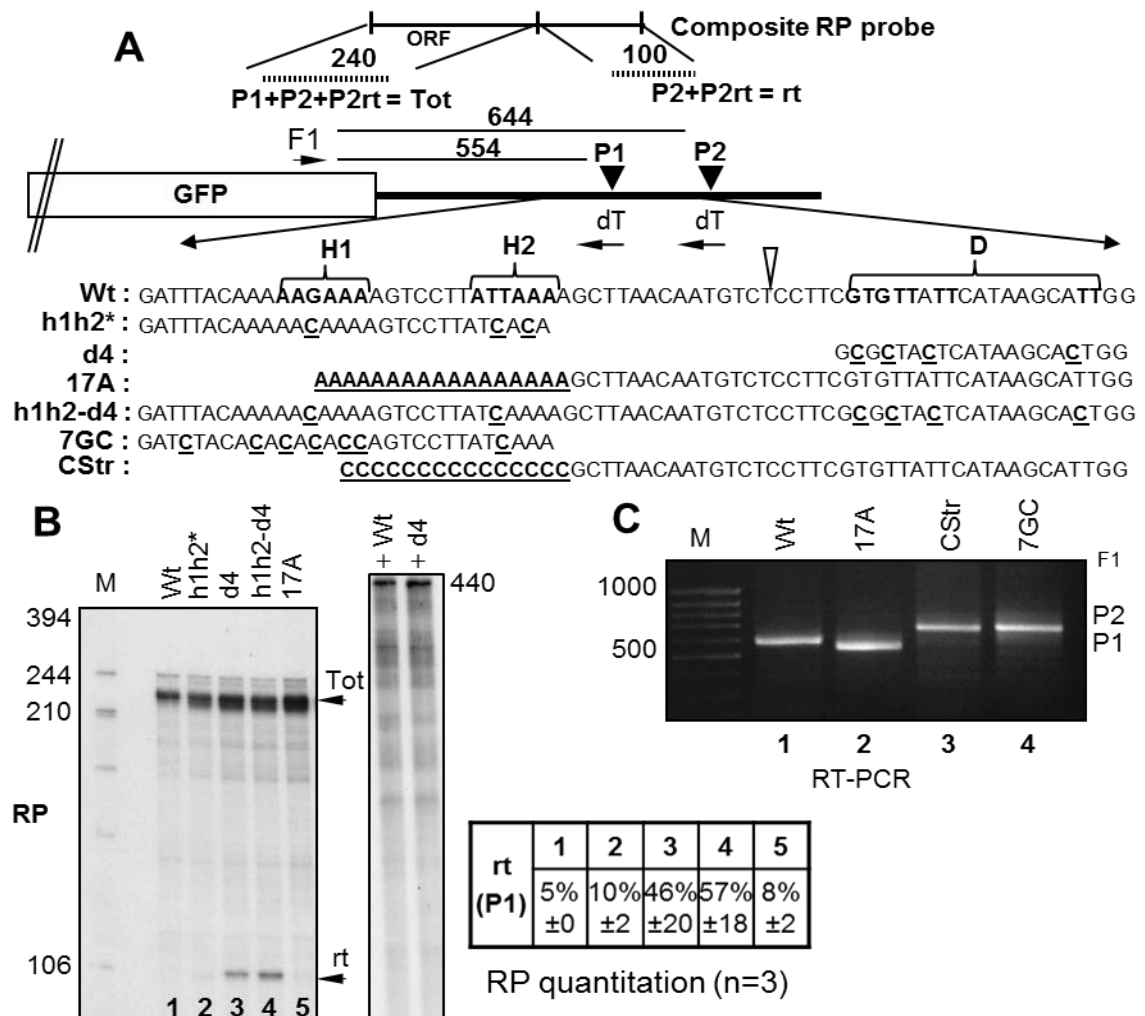 A
ORF
Composite RP probe
240
100
P1+P2+P2rt = Tot
P2+P2rt = rt
644
F1
554
P1
P2
GFP
dT
dT
H1
H2
D
Wt : GATTTACAAAAAGAAAAGTCCTTATTAAAAGCTTAACAATGTCTCCTTCGTGTTATTCATAAGCATTGG
h1h2* : GATTTACAAAAACAAAAGTCCTTATCACA
d4 : GCGCTACTCATAAGCACTGG
17A : AAAAAAAAAAAAAAAAAGCTTAACAATGTCTCCTTCGTGTTATTCATAAGCATTGG
h1h2-d4 : GATTTACAAAAACAAAAGTCCTTATCAAAAGCTTAACAATGTCTCCTTCGCGCTACTCATAAGCACTGG
7GC : GATCTACACACACACCAGTCCTTATCAAA
CStr : CCCCCCCCCCCCCCCGCTTAACAATGTCTCCTTCGTGTTATTCATAAGCATTGG
B
M
Wt
h1h2*
d4
h1h2-d4
17A
+ Wt
+ d4
394
244
210
106
RP
Tot
rt
440
1 2 3 4 5
C
M
Wt
17A
CStr
7GC
F1
1000
500
P2
P1
1 2 3 4
RT-PCR
rt (P1)
1 2 3 4 5
5% 10% 46% 57% 8%
±0 ±2 ±20 ±18 ±2
RP quantitation (n=3)